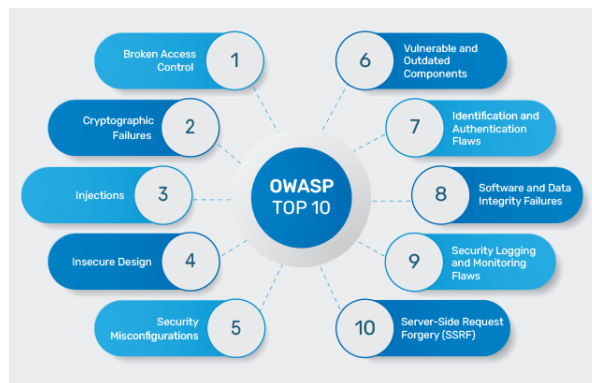 OWASP
TOP 10
Broken Access
Control
1
Cryptographic
Failures
2
Injections
3
Insecure Design
4
Security
Misconfigurations
5
6
Vulnerable and
Outdated
Components
7
Identification and
Authentication
Flaws
8
Software and Data
Integrity Failures
9
Security Logging
and Monitoring
Flaws
10
Server-Side Request
Forgery (SSRF)